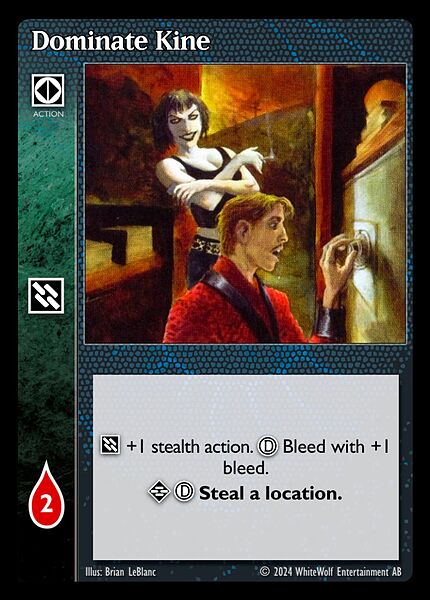 Dominate Kine
ACTION
+1 stealth action. Ⓓ Bleed with +1
bleed.
Ⓓ Steal a location.
2
Illus: Brian LeBlanc
© 2024 WhiteWolf Entertainment AB